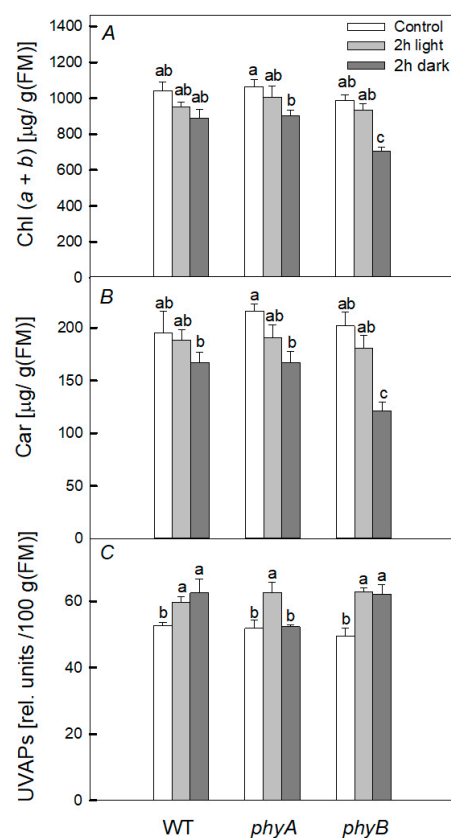 A
Control
2h light
2h dark
Chl (a + b) [µg/ g(FM)]
1400
1200
1000
800
600
400
200
0
ab
ab
ab
a
ab
b
ab
ab
c
B
Car [µg/ g(FM)]
200
150
100
50
0
ab
ab
b
a
ab
b
ab
ab
c
C
UVAPs [rel. units /100 g(FM)]
60
40
20
0
b
a
a
b
a
b
b
a
a
WT phyA phyB